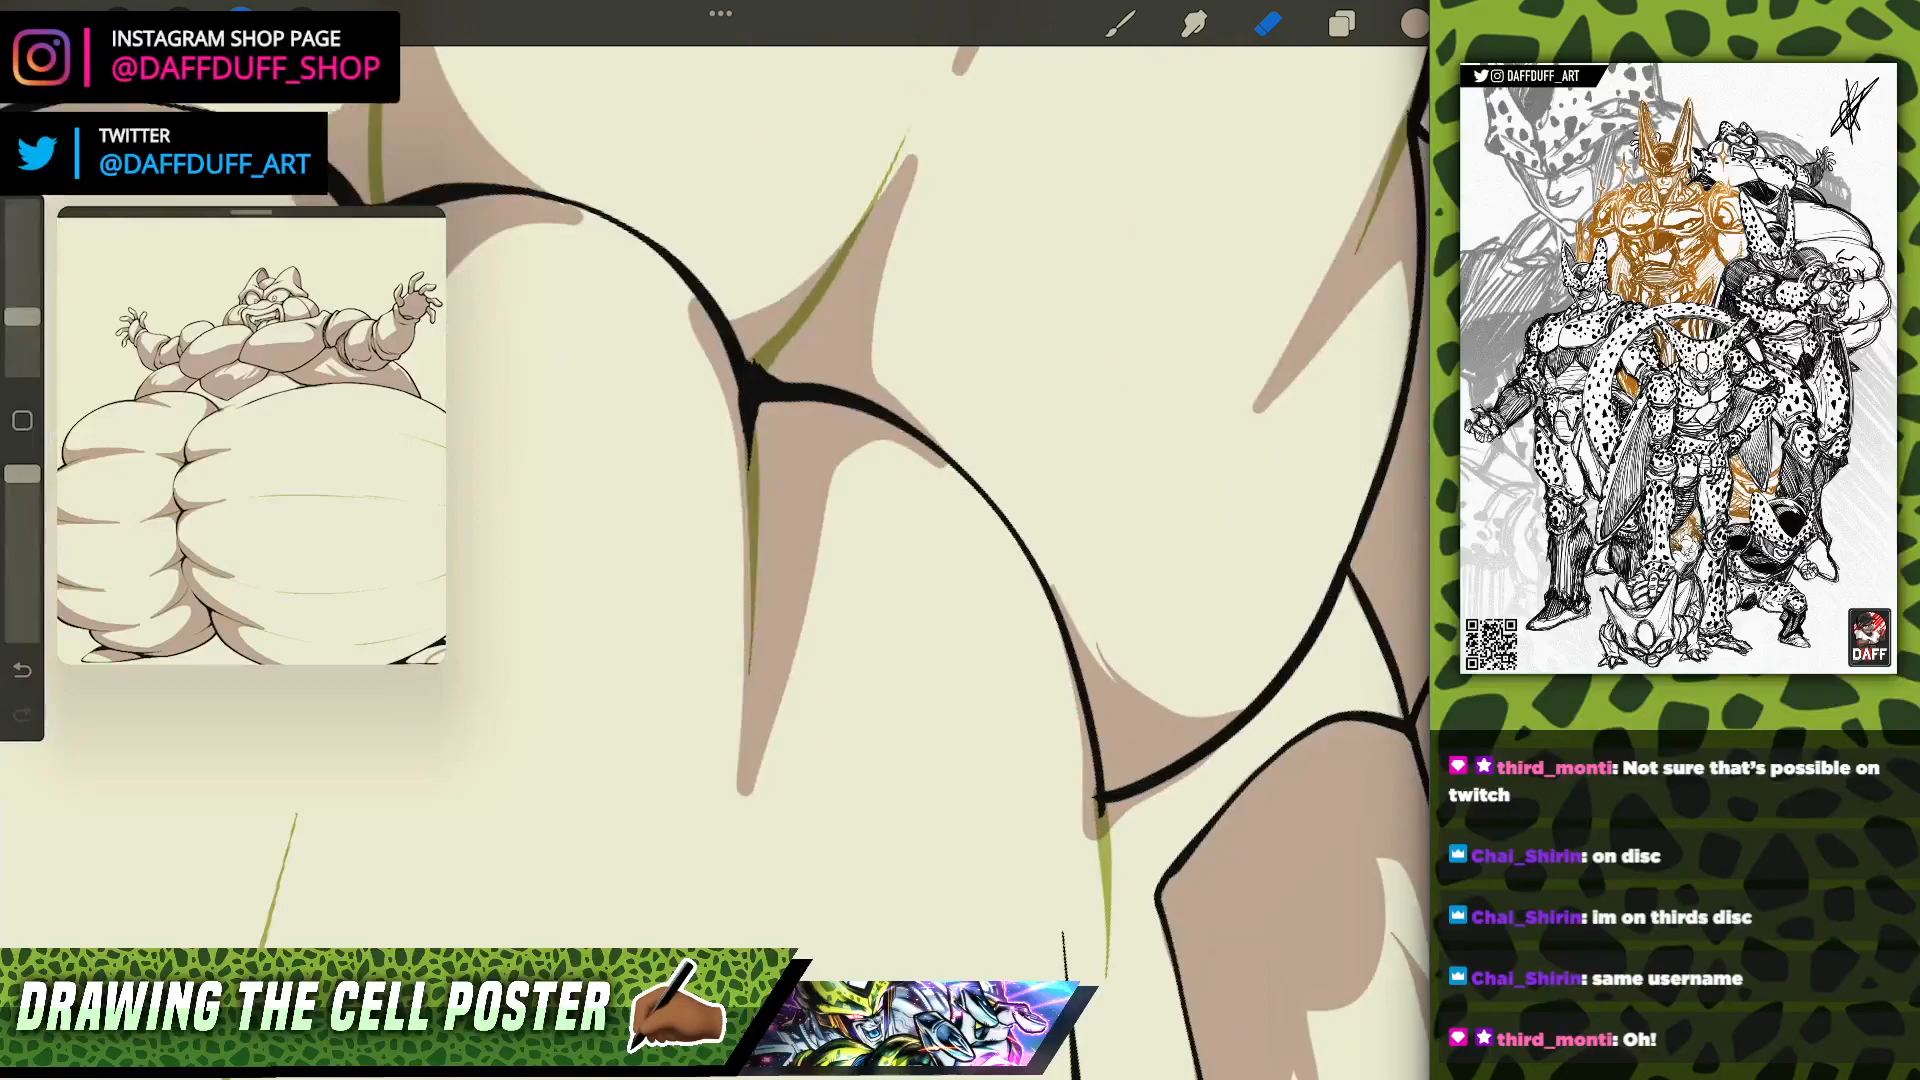 INSTAGRAM SHOP PAGE
@DAFFDUFF_SHOP
TWITTER
@DAFFDUFF_ART
DAFFDUFF_ART
DAFF
third_monti: Not sure that's possible on
twitch
Chai_Shirin: on disc
Chai_Shirin: im on thirds disc
Chai_Shirin: same username
third_monti: Oh!
DRAWING THE CELL POSTER